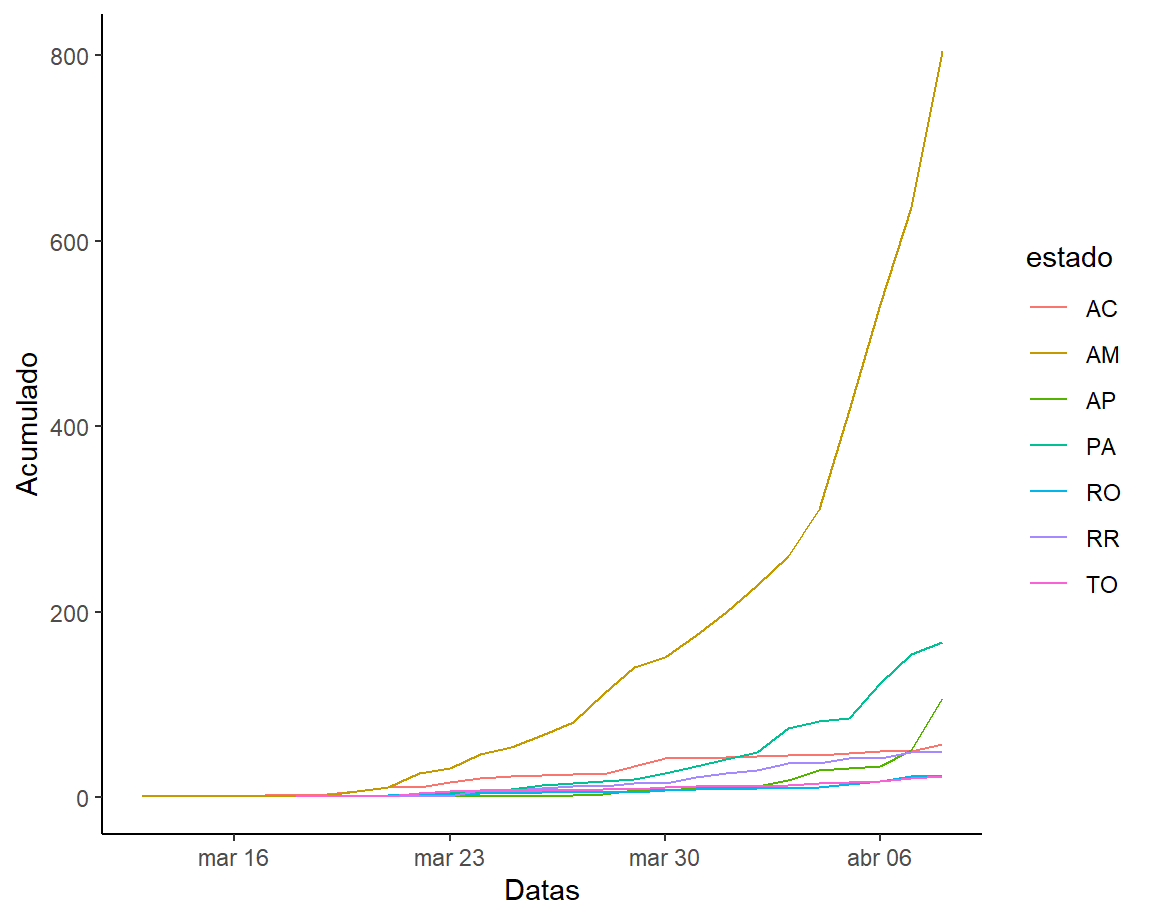 800
600
400
200
0
Acumulado
mar 16
mar 23
mar 30
abr 06
Datas
estado
AC
AM
AP
PA
RO
RR
TO